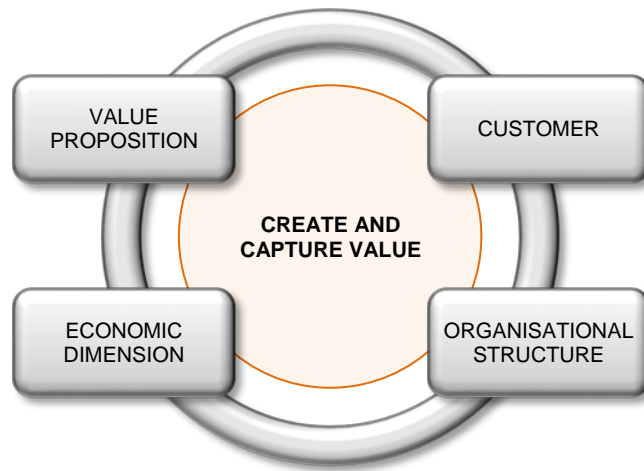 VALUE
PROPOSITION
CUSTOMER
CREATE AND
CAPTURE VALUE
ECONOMIC
DIMENSION
ORGANISATIONAL
STRUCTURE